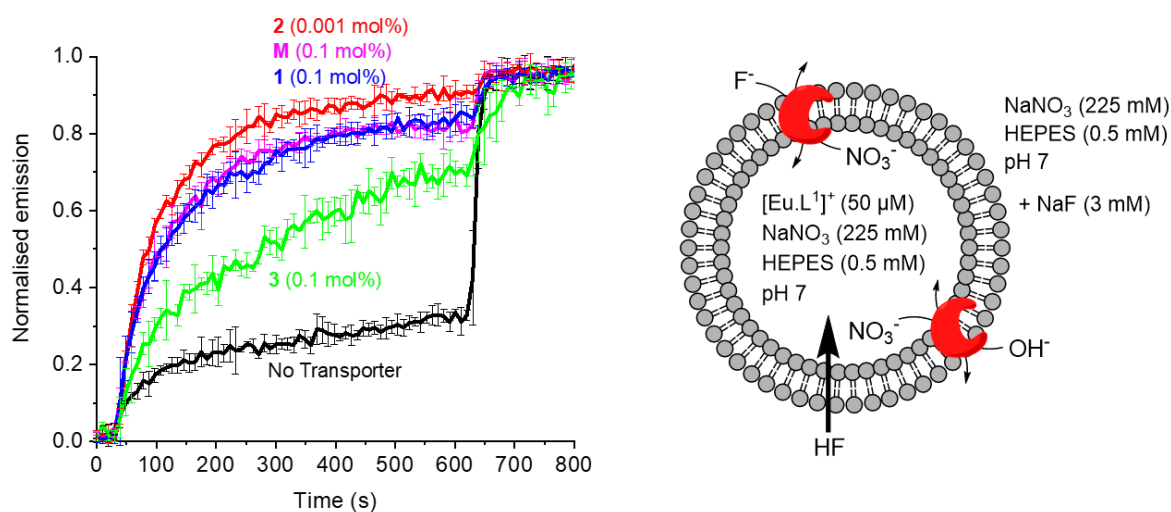 2 (0.001 mol%)
M (0.1 mol%)
1 (0.1 mol%)
3 (0.1 mol%)
No Transporter
Normalised emission
1.0
0.8
0.6
0.4
0.2
0.0
0 100 200 300 400 500 600 700 800
Time (s)
F⁻
NO₃⁻
NaNO₃ (225 mM)
HEPES (0.5 mM)
pH 7
+ NaF (3 mM)
[Eu.L¹]⁺ (50 µM)
NaNO₃ (225 mM)
HEPES (0.5 mM)
pH 7
NO₃⁻
OH⁻
HF